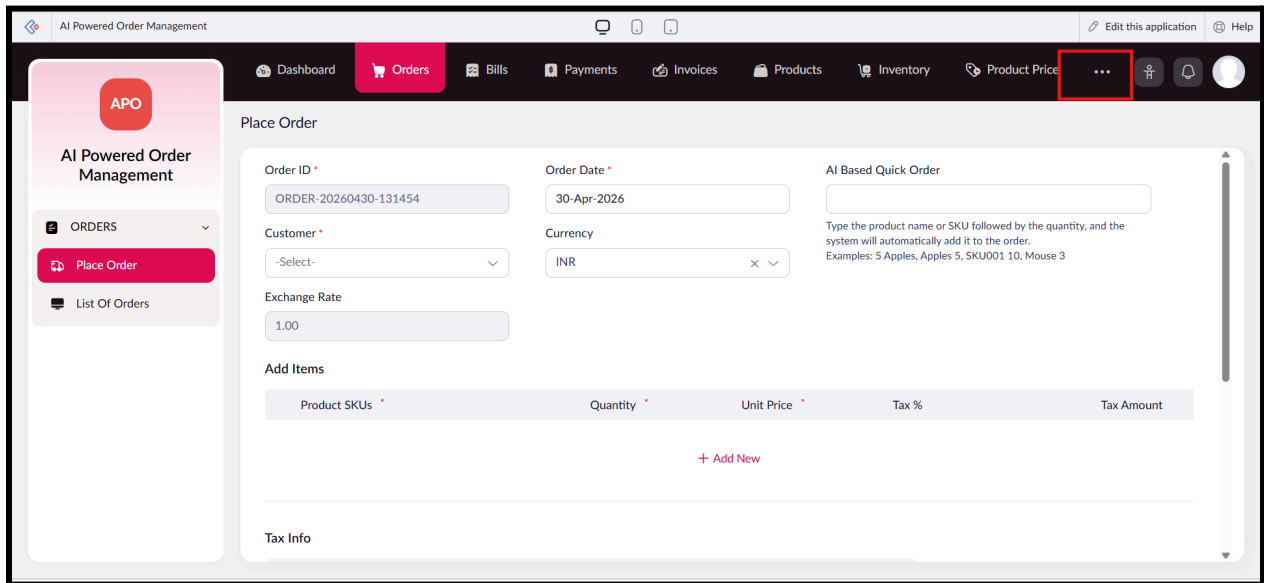 AI Powered Order Management
Edit this application
Help
Dashboard
Orders
Bills
Payments
Invoices
Products
Inventory
Product Price
...
APO
AI Powered Order
Management
ORDERS
Place Order
List Of Orders
Place Order
Order ID *
ORDER-20260430-131454
Order Date *
30-Apr-2026
AI Based Quick Order
Type the product name or SKU followed by the quantity, and the
system will automatically add it to the order.
Examples: 5 Apples, Apples 5, SKU001 10, Mouse 3
Customer *
-Select-
Currency
INR
Exchange Rate
1.00
Add Items
Product SKUs *
Quantity *
Unit Price *
Tax %
Tax Amount
+ Add New
Tax Info